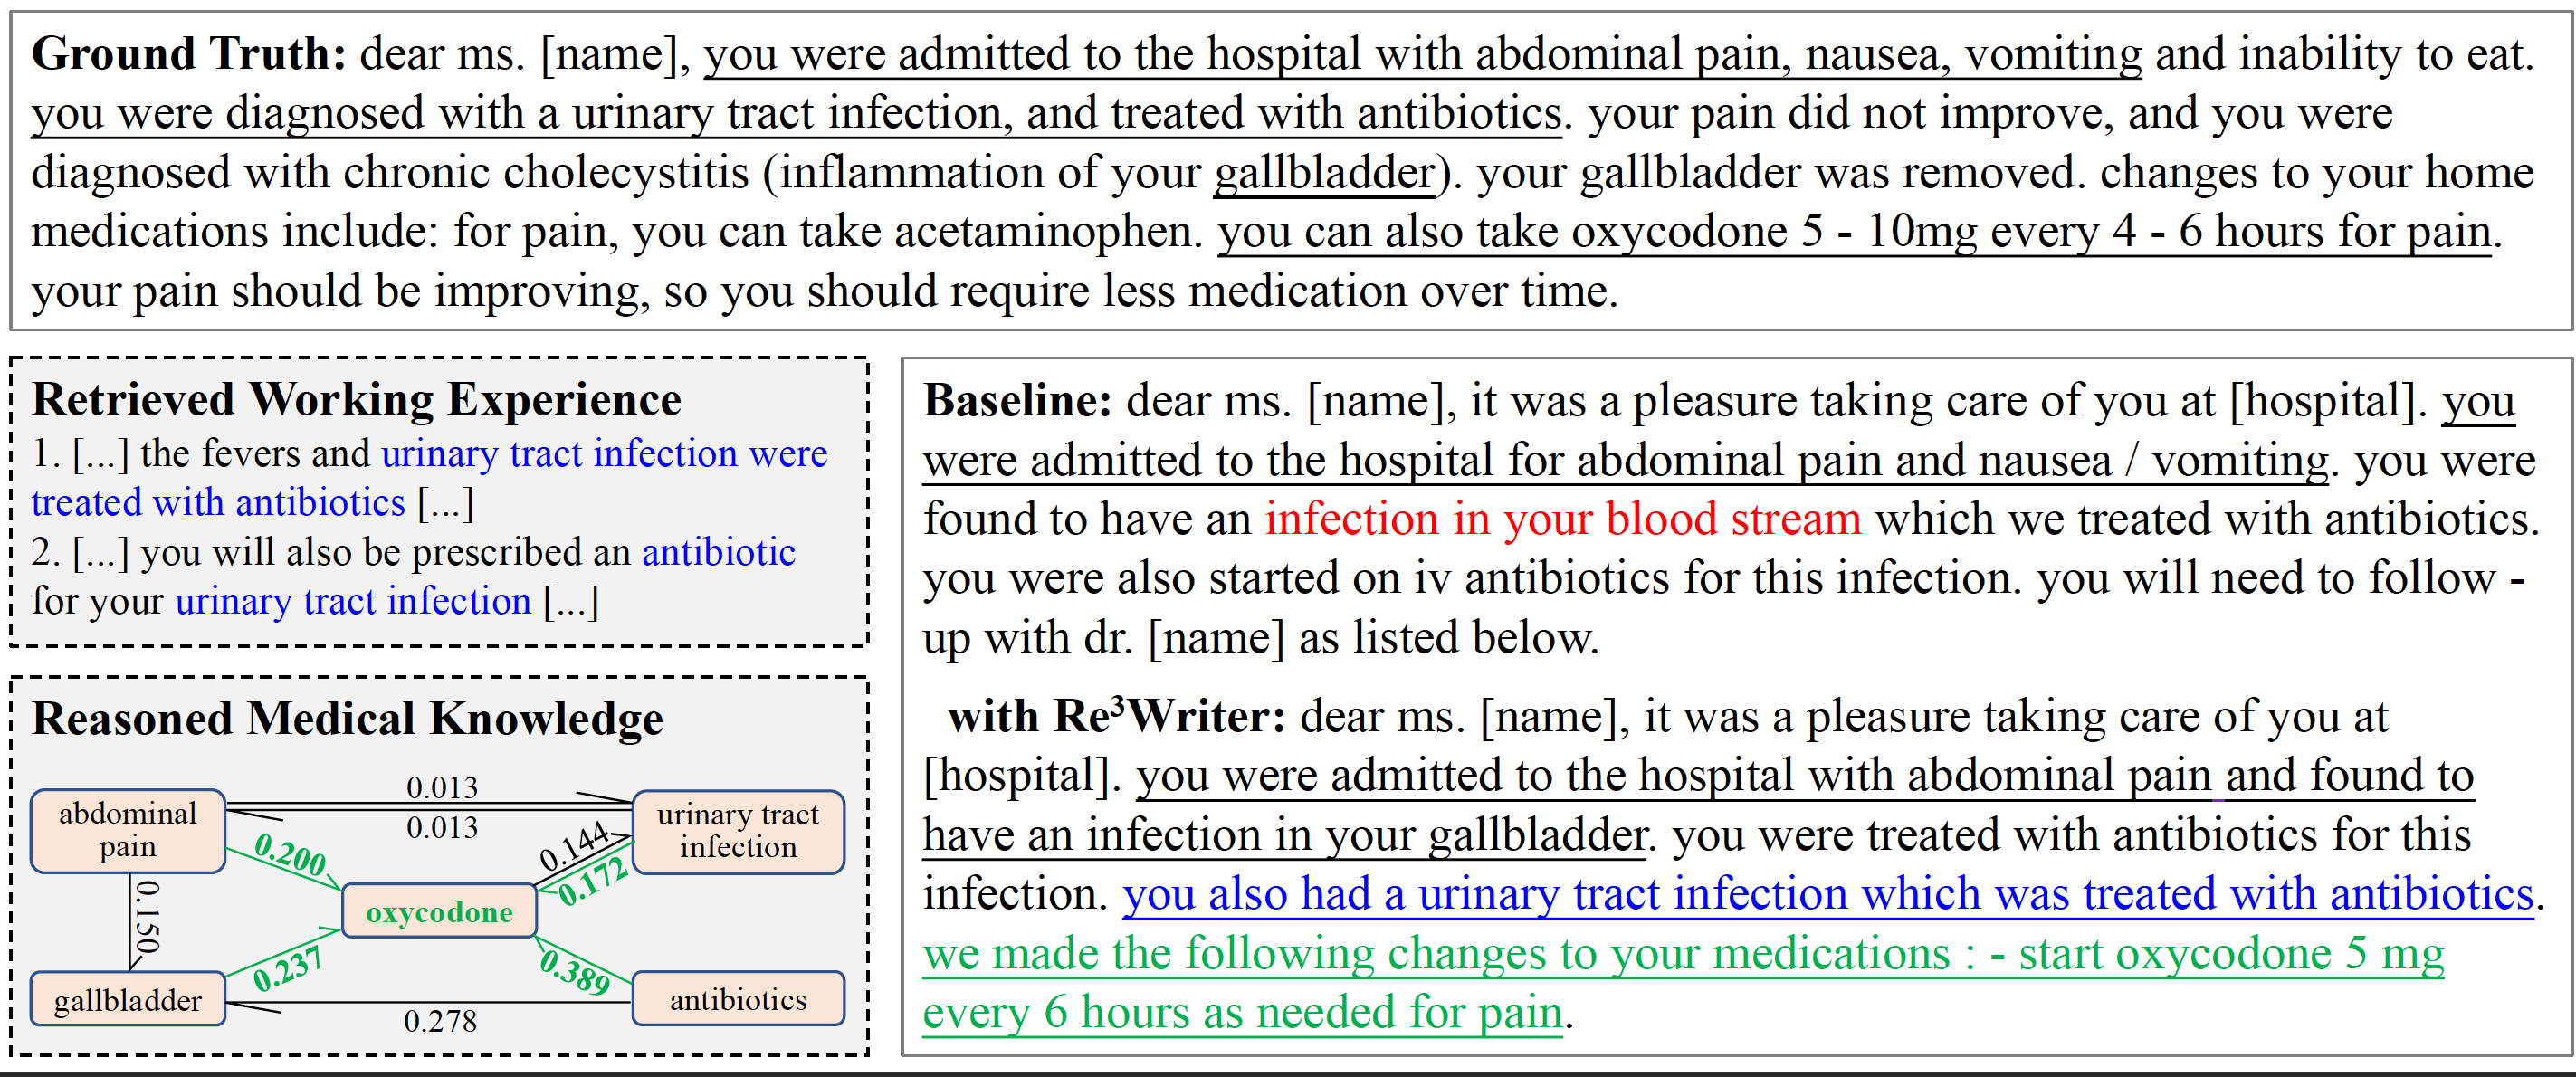 Ground Truth: dear ms. [name], you were admitted to the hospital with abdominal pain, nausea, vomiting and inability to eat.
you were diagnosed with a urinary tract infection, and treated with antibiotics. your pain did not improve, and you were
diagnosed with chronic cholecystitis (inflammation of your gallbladder). your gallbladder was removed. changes to your home
medications include: for pain, you can take acetaminophen. you can also take oxycodone 5 - 10mg every 4 - 6 hours for pain.
your pain should be improving, so you should require less medication over time.
Retrieved Working Experience
1. [...] the fevers and urinary tract infection were
treated with antibiotics [...]
2. [...] you will also be prescribed an antibiotic
for your urinary tract infection [...]
Reasoned Medical Knowledge
abdominal
pain
0.013
0.013
urinary tract
infection
0.200
0.144
0.172
oxycodone
0.150
0.237
0.389
gallbladder
0.278
antibiotics
Baseline: dear ms. [name], it was a pleasure taking care of you at [hospital]. you
were admitted to the hospital for abdominal pain and nausea / vomiting. you were
found to have an infection in your blood stream which we treated with antibiotics.
you were also started on iv antibiotics for this infection. you will need to follow -
up with dr. [name] as listed below.
with Re³Writer: dear ms. [name], it was a pleasure taking care of you at
[hospital]. you were admitted to the hospital with abdominal pain and found to
have an infection in your gallbladder. you were treated with antibiotics for this
infection. you also had a urinary tract infection which was treated with antibiotics.
we made the following changes to your medications : - start oxycodone 5 mg
every 6 hours as needed for pain.